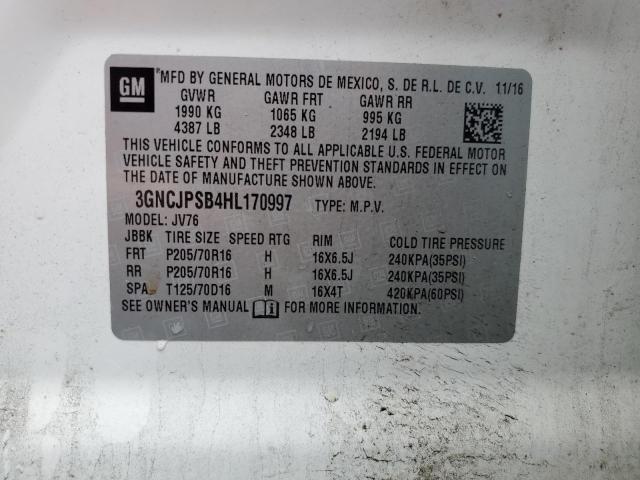 GM
MFD BY GENERAL MOTORS DE MEXICO, S. DE R.L. DE C.V. 11/16
GVWR GAWR FRT GAWR RR
1990 KG 1065 KG 995 KG
4387 LB 2348 LB 2194 LB
THIS VEHICLE CONFORMS TO ALL APPLICABLE U.S. FEDERAL MOTOR
VEHICLE SAFETY AND THEFT PREVENTION STANDARDS IN EFFECT ON
THE DATE OF MANUFACTURE SHOWN ABOVE.
3GNCJPSB4HL170997 TYPE: M.P.V.
MODEL: JV76
JBBK TIRE SIZE SPEED RTG RIM COLD TIRE PRESSURE
FRT P205/70R16 H 16X6.5J 240KPA(35PSI)
RR P205/70R16 H 16X6.5J 240KPA(35PSI)
SPA T125/70D16 M 16X4T 420KPA(60PSI)
SEE OWNER'S MANUAL FOR MORE INFORMATION.